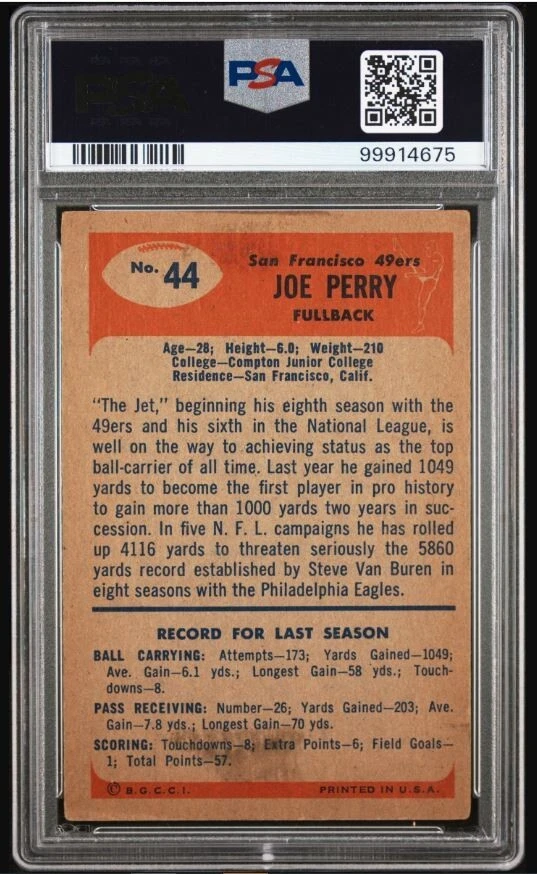 PSA
99914675
No. 44
San Francisco 49ers
JOE PERRY
FULLBACK
Age—28; Height—6.0; Weight—210
College—Compton Junior College
Residence—San Francisco, Calif.
"The Jet," beginning his eighth season with the
49ers and his sixth in the National League, is
well on the way to achieving status as the top
ball-carrier of all time. Last year he gained 1049
yards to become the first player in pro history
to gain more than 1000 yards two years in suc-
cession. In five N. F. L. campaigns he has rolled
up 4116 yards to threaten seriously the 5860
yards record established by Steve Van Buren in
eight seasons with the Philadelphia Eagles.
RECORD FOR LAST SEASON
BALL CARRYING: Attempts—173; Yards Gained—1049;
Ave. Gain—6.1 yds.; Longest Gain—58 yds.; Touch-
downs—8.
PASS RECEIVING: Number—26; Yards Gained—203; Ave.
Gain—7.8 yds.; Longest Gain—70 yds.
SCORING: Touchdowns—8; Extra Points—6; Field Goals—
1; Total Points—57.
© B.G.C.C.I.
PRINTED IN U.S.A.